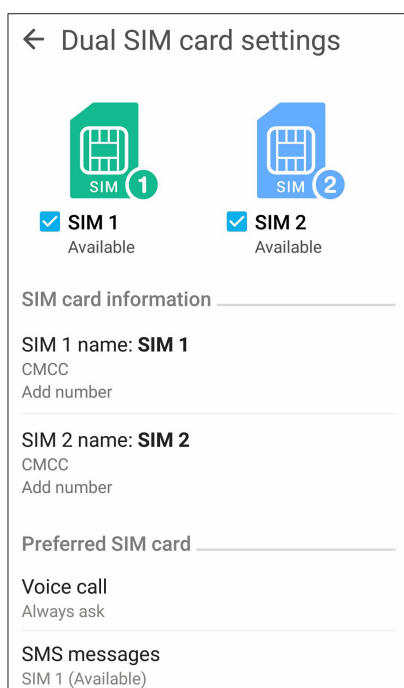 Dual SIM card settings
SIM 1
SIM 2
SIM 1
SIM 2
Available
Available
SIM card information
SIM 1 name: SIM 1
CMCC
Add number
SIM 2 name: SIM 2
CMCC
Add number
Preferred SIM card
Voice call
Always ask
SMS messages
SIM 1 (Available)